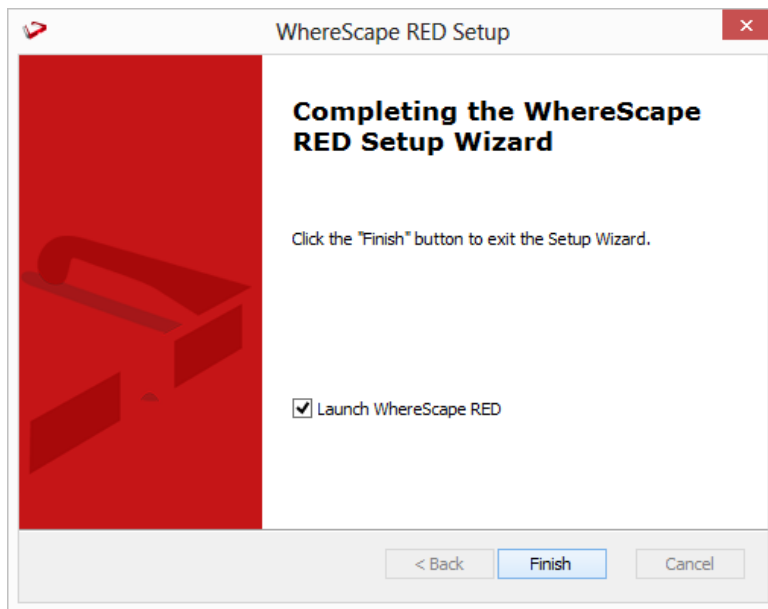 WhereScape RED Setup
Completing the WhereScape
RED Setup Wizard
Click the "Finish" button to exit the Setup Wizard.
Launch WhereScape RED
< Back
Finish
Cancel